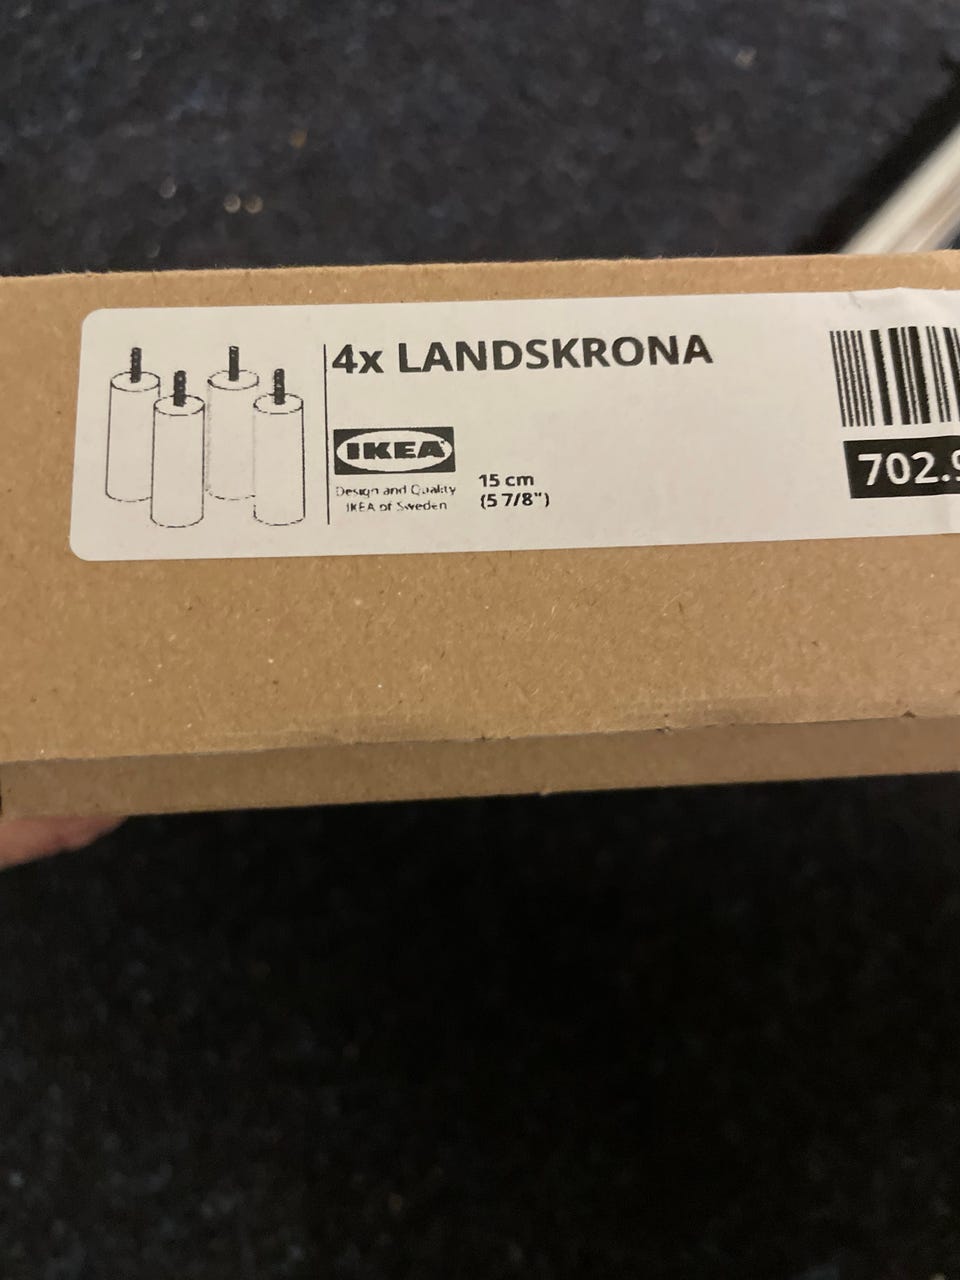 4x LANDSKRONA
IKEA
Design and Quality
IKEA of Sweden
15 cm
(5 7/8")
702.9